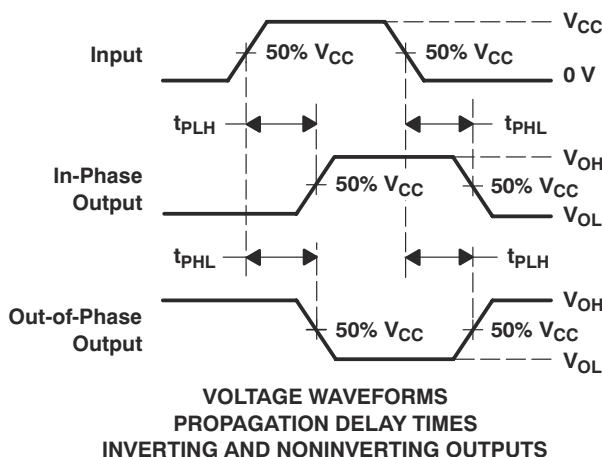 Input
50% VCC
50% VCC
VCC
0 V
tPLH
tPHL
In-Phase
Output
50% VCC
50% VCC
VOH
VOL
tPHL
tPLH
Out-of-Phase
Output
50% VCC
50% VCC
VOH
VOL
VOLTAGE WAVEFORMS
PROPAGATION DELAY TIMES
INVERTING AND NONINVERTING OUTPUTS